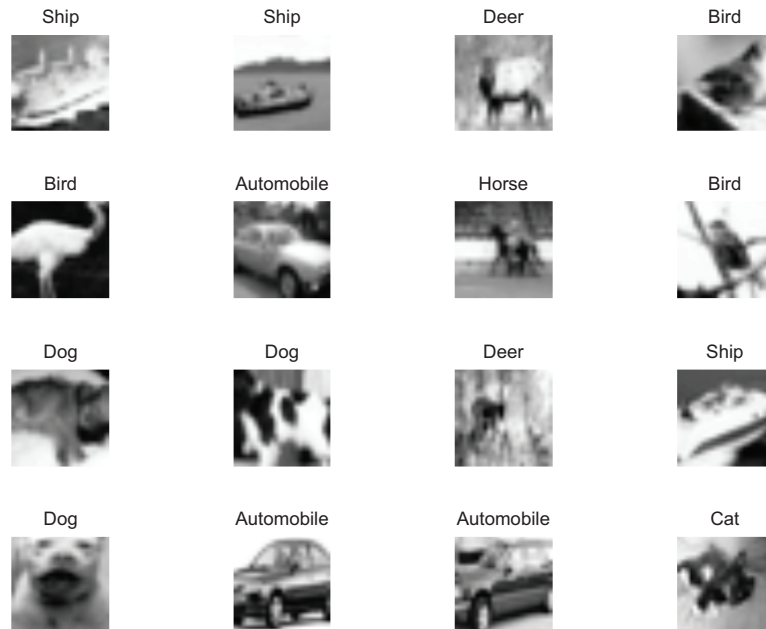 Ship Ship Deer Bird
Bird Automobile Horse Bird
Dog Dog Deer Ship
Dog Automobile Automobile Cat